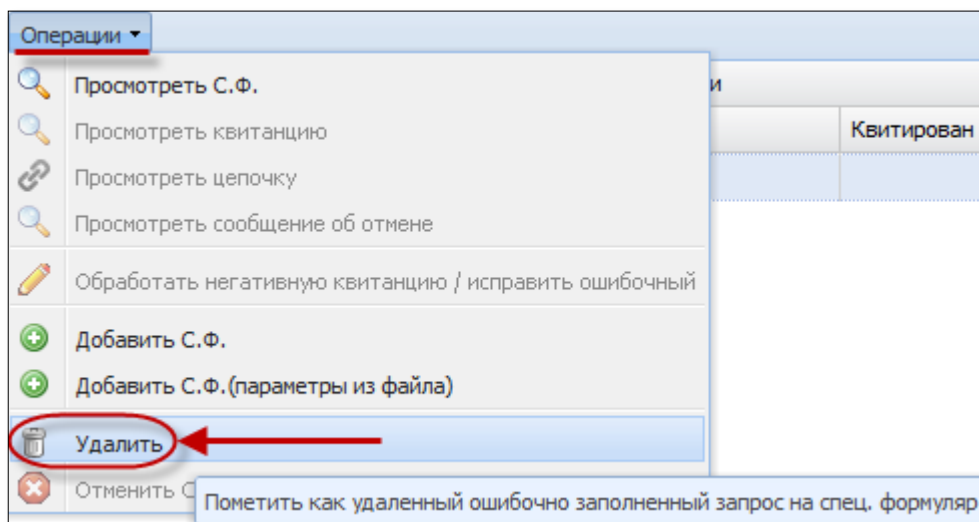 Операции
Просмотреть С.Ф.
и
Просмотреть квитанцию
Квитирован
Просмотреть цепочку
Просмотреть сообщение об отмене
Обработать негативную квитанцию / исправить ошибочный
Добавить С.Ф.
Добавить С.Ф.(параметры из файла)
Удалить
Отменить С
Пометить как удаленный ошибочно заполненный запрос на спец. формуляр